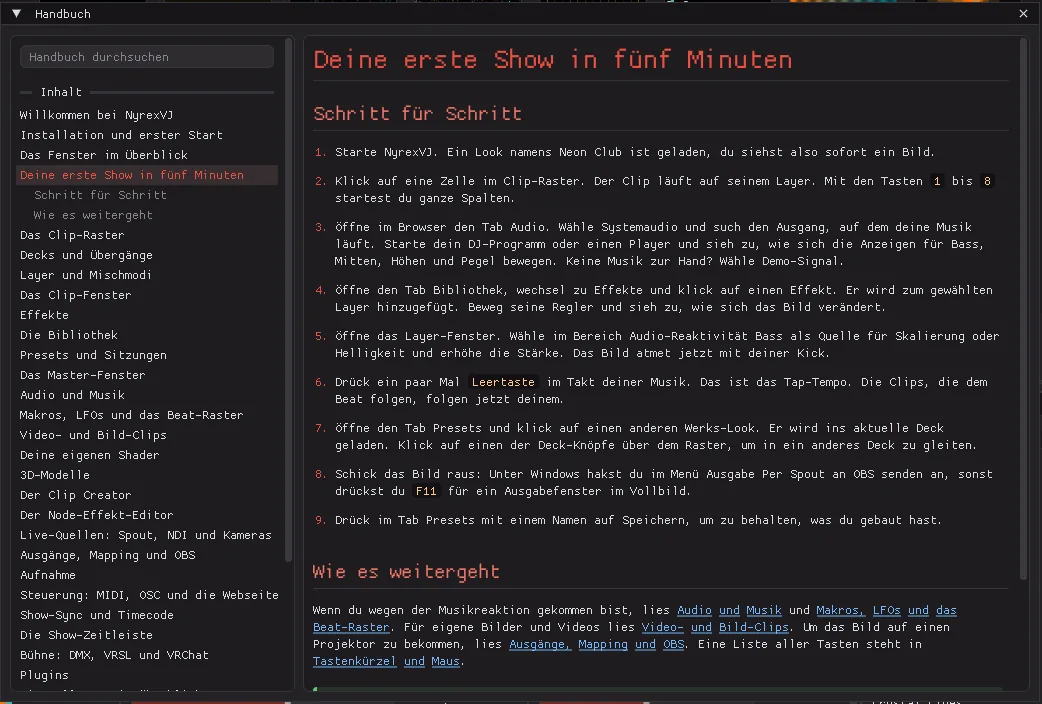 Handbuch
Handbuch durchsuchen
Inhalt
Willkommen bei NyrexVJ
Installation und erster Start
Das Fenster im Überblick
Deine erste Show in fünf Minuten
Schritt für Schritt
Wie es weitergeht
Das Clip-Raster
Decks und Übergänge
Layer und Mischmodi
Das Clip-Fenster
Effekte
Die Bibliothek
Presets und Sitzungen
Das Master-Fenster
Audio und Musik
Makros, LFOs und das Beat-Raster
Video- und Bild-Clips
Deine eigenen Shader
3D-Modelle
Der Clip Creator
Der Node-Effekt-Editor
Live-Quellen: Spout, NDI und Kameras
Ausgänge, Mapping und OBS
Aufnahme
Steuerung: MIDI, OSC und die Webseite
Show-Sync und Timecode
Die Show-Zeitleiste
Bühne: DMX, VRSL und VRChat
Plugins
Deine erste Show in fünf Minuten
Schritt für Schritt
1. Starte NyrexVJ. Ein Look namens Neon Club ist geladen, du siehst also sofort ein Bild.
2. Klick auf eine Zelle im Clip-Raster. Der Clip läuft auf seinem Layer. Mit den Tasten 1 bis 8
startest du ganze Spalten.
3. Öffne im Browser den Tab Audio. Wähle Systemaudio und such den Ausgang, auf dem deine Musik
läuft. Starte dein DJ-Programm oder einen Player und sieh zu, wie sich die Anzeigen für Bass,
Mitten, Höhen und Pegel bewegen. Keine Musik zur Hand? Wähle Demo-Signal.
4. Öffne den Tab Bibliothek, wechsel zu Effekte und klick auf einen Effekt. Er wird zum gewählten
Layer hinzugefügt. Beweg seine Regler und sieh zu, wie sich das Bild verändert.
5. Öffne das Layer-Fenster. Wähle im Bereich Audio-Reaktivität Bass als Quelle für Skalierung oder
Helligkeit und erhöhe die Stärke. Das Bild atmet jetzt mit deiner Kick.
6. Drück ein paar Mal Leertaste im Takt deiner Musik. Das ist das Tap-Tempo. Die Clips, die dem
Beat folgen, folgen jetzt deinem.
7. Öffne den Tab Presets und klick auf einen anderen Werks-Look. Er wird ins aktuelle Deck
geladen. Klick auf einen der Deck-Knöpfe über dem Raster, um in ein anderes Deck zu gleiten.
8. Schick das Bild raus: Unter Windows hakst du im Menü Ausgabe Per Spout an OBS senden an, sonst
drückst du F11 für ein Ausgabefenster im Vollbild.
9. Drück im Tab Presets mit einem Namen auf Speichern, um zu behalten, was du gebaut hast.
Wie es weitergeht
Wenn du wegen der Musikreaktion gekommen bist, lies Audio und Musik und Makros, LFOs und das
Beat-Raster. Für eigene Bilder und Videos lies Video- und Bild-Clips. Um das Bild auf einen
Projektor zu bekommen, lies Ausgänge, Mapping und OBS. Eine Liste aller Tasten steht in
Tastenkürzel und Maus.